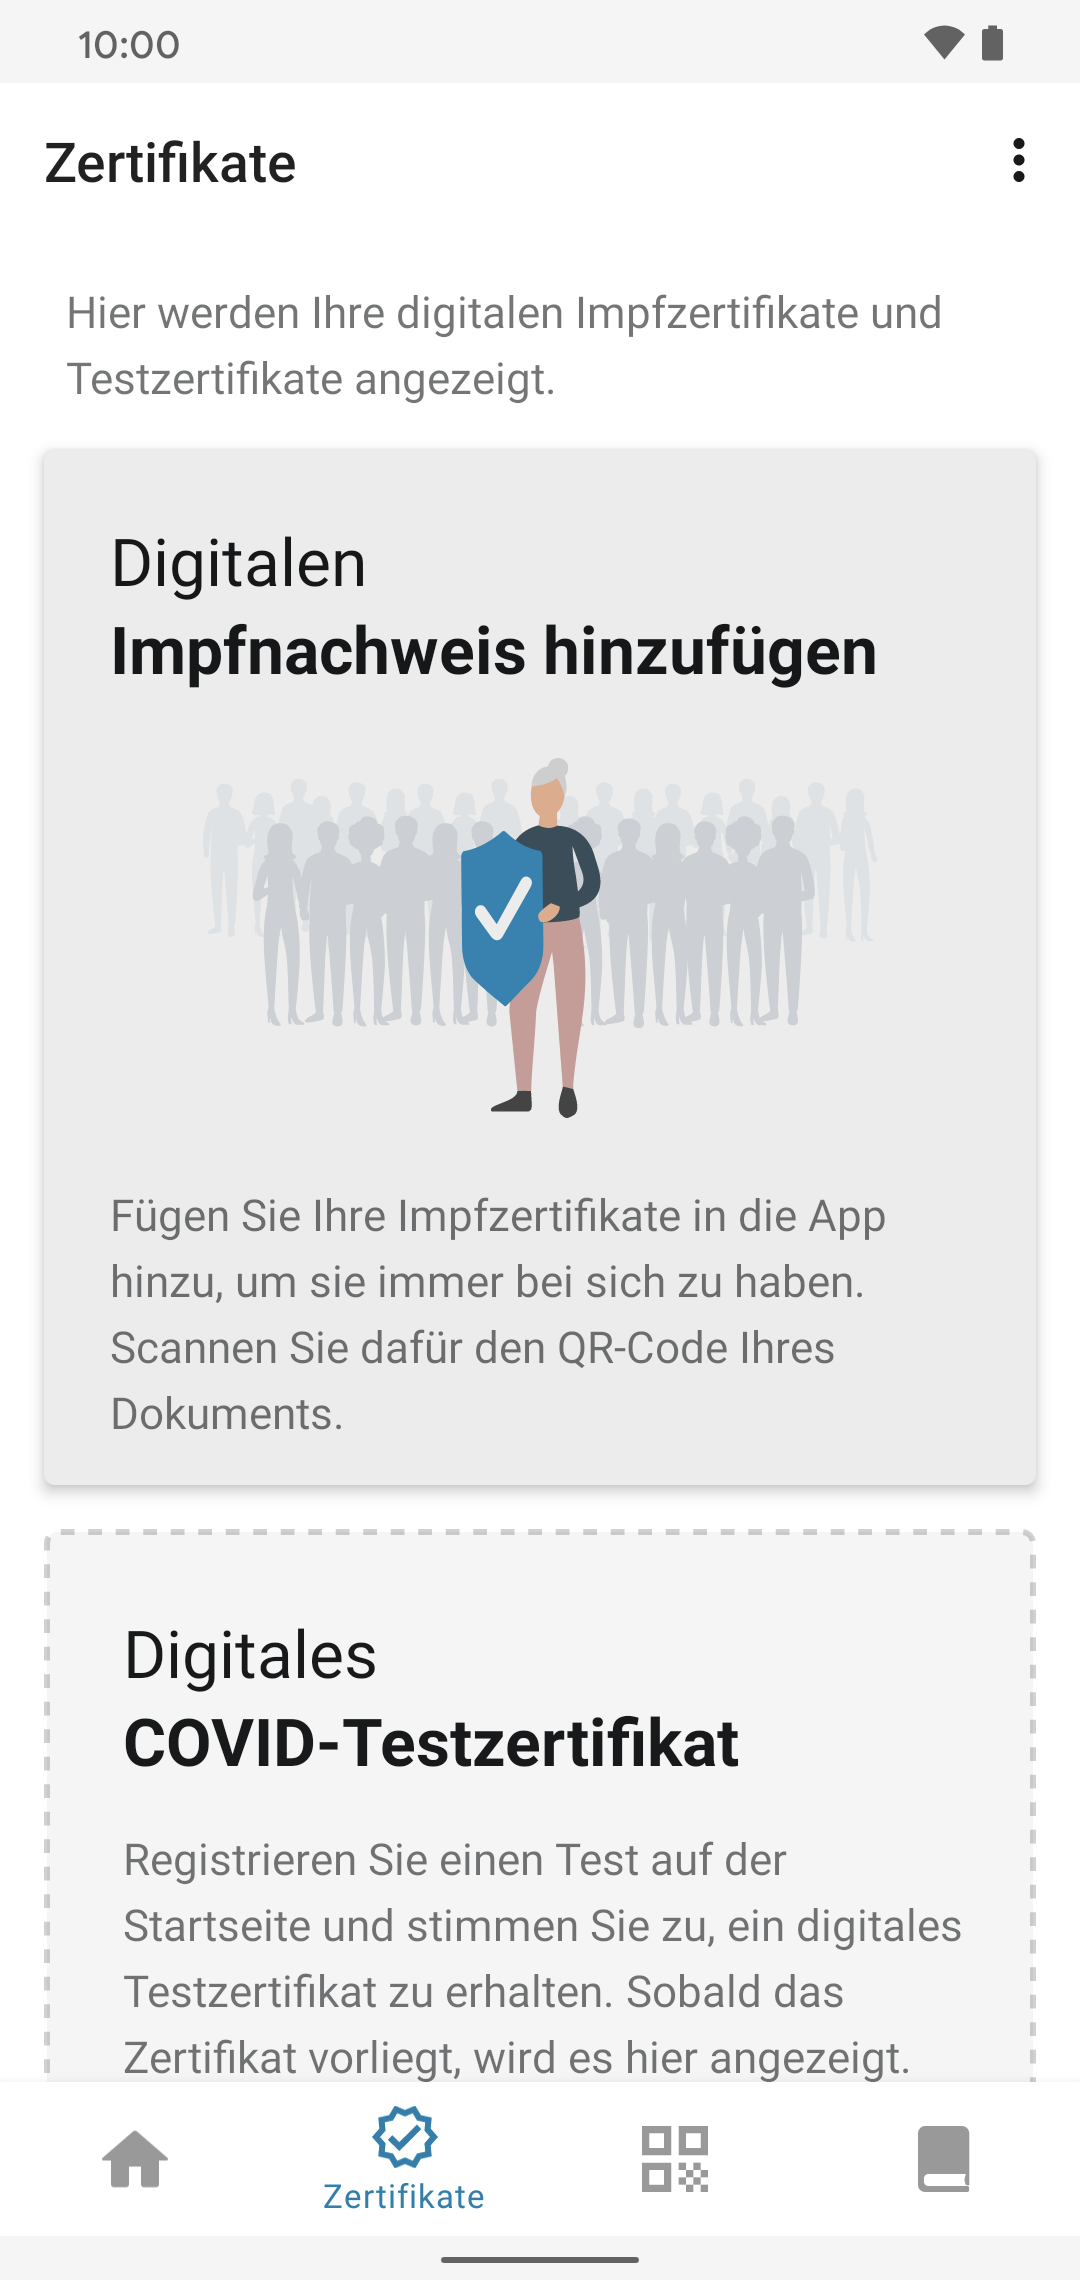 10:00
Zertifikate
Hier werden Ihre digitalen Impfzertifikate und
Testzertifikate angezeigt.
Digitalen
Impfnachweis hinzufügen
Fügen Sie Ihre Impfzertifikate in die App
hinzu, um sie immer bei sich zu haben.
Scannen Sie dafür den QR-Code Ihres
Dokuments.
Digitales
COVID-Testzertifikat
Registrieren Sie einen Test auf der
Startseite und stimmen Sie zu, ein digitales
Testzertifikat zu erhalten. Sobald das
Zertifikat vorliegt, wird es hier angezeigt.
Zertifikate